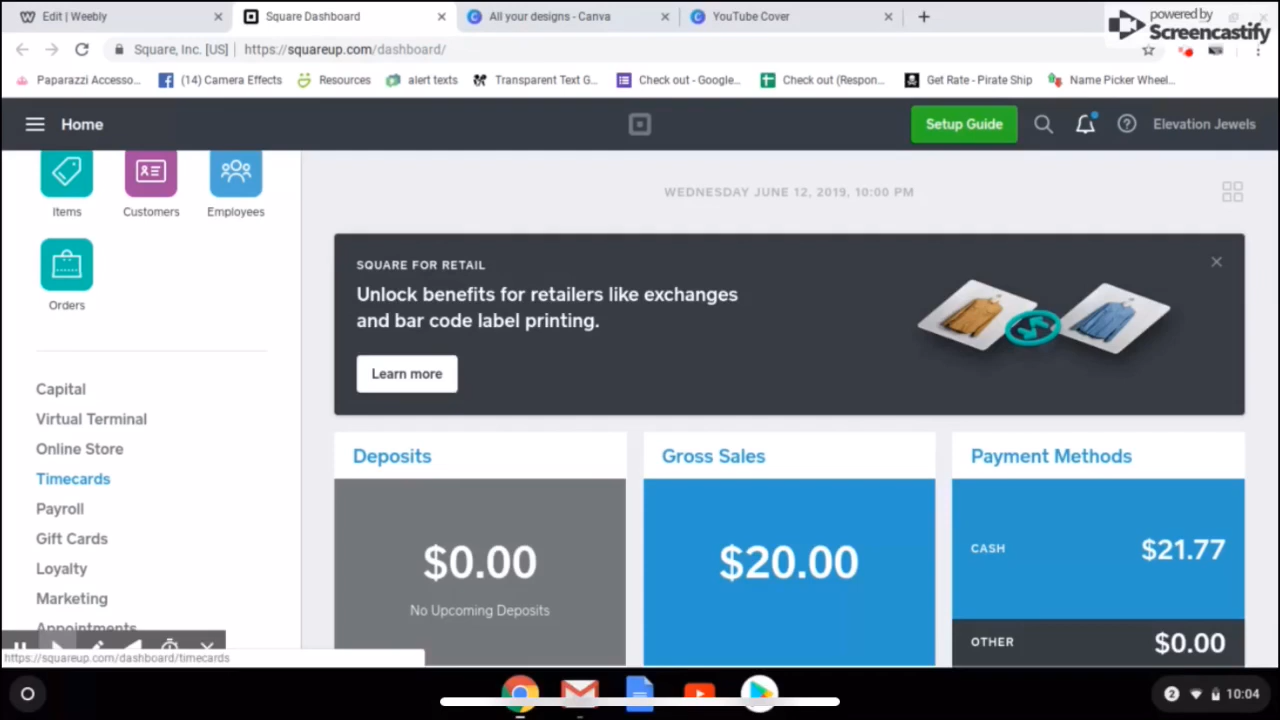 Edit | Weebly
Square Dashboard
All your designs - Canva
YouTube Cover
powered by
Screencastify
Square, Inc. [US]
https://squareup.com/dashboard/
Paparazzi Accesso...
(14) Camera Effects
Resources
alert texts
Transparent Text G...
Check out - Google...
Check out (Respon...
Get Rate - Pirate Ship
Name Picker Wheel...
Home
Setup Guide
Elevation Jewels
Items
Customers
Employees
Orders
Capital
Virtual Terminal
Online Store
Timecards
Payroll
Gift Cards
Loyalty
Marketing
Appointments
https://squareup.com/dashboard/timecards
WEDNESDAY JUNE 12, 2019, 10:00 PM
SQUARE FOR RETAIL
Unlock benefits for retailers like exchanges
and bar code label printing.
Learn more
Deposits
$0.00
No Upcoming Deposits
Gross Sales
$20.00
Payment Methods
CASH
$21.77
OTHER
$0.00
2
10:04